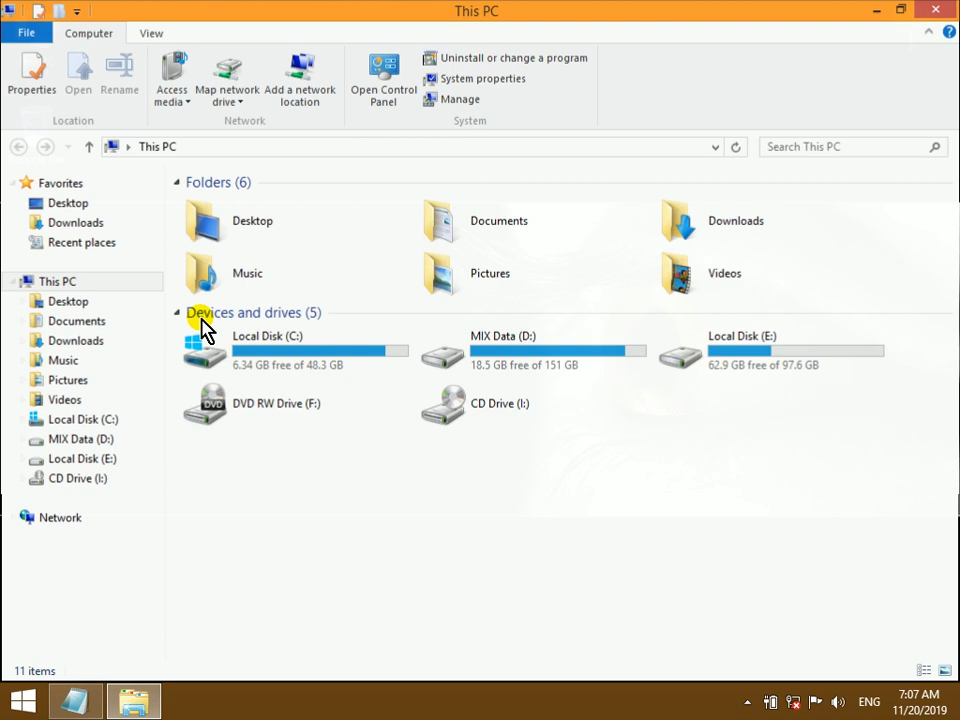 This PC
File
Computer
View
Properties
Open
Rename
Access media
Map network drive
Add a network location
Open Control Panel
Uninstall or change a program
System properties
Manage
Location
Network
System
This PC
Search This PC
Favorites
Desktop
Downloads
Recent places
This PC
Desktop
Documents
Downloads
Music
Pictures
Videos
Local Disk (C:)
MIX Data (D:)
Local Disk (E:)
CD Drive (I:)
Network
Folders (6)
Desktop
Documents
Downloads
Music
Pictures
Videos
Devices and drives (5)
Local Disk (C:)
6.34 GB free of 48.3 GB
MIX Data (D:)
18.5 GB free of 151 GB
Local Disk (E:)
62.9 GB free of 97.6 GB
DVD
DVD RW Drive (F:)
CD Drive (I:)
11 items
ENG
7:07 AM
11/20/2019